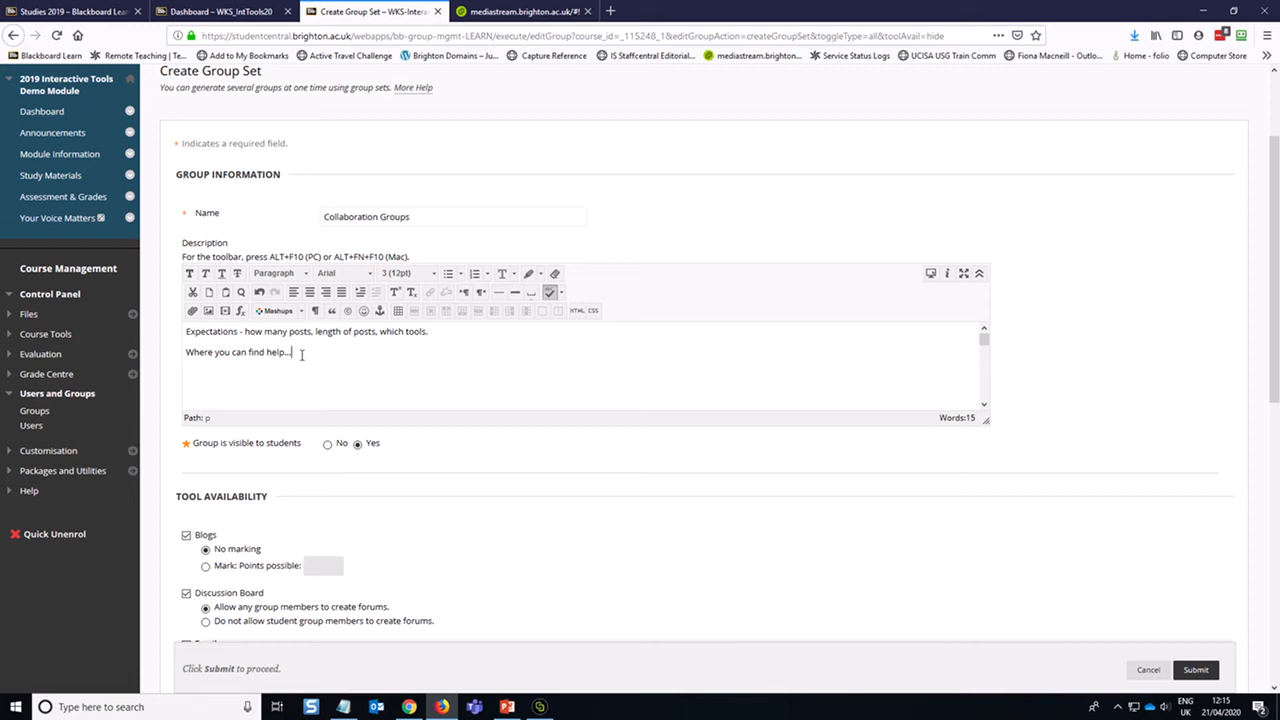 Studies 2019 – Blackboard Lear
Dashboard – WKS_IntTools20
Create Group Set – WKS-Intera
mediastream.brighton.ac.uk/#!
https://studentcentral.brighton.ac.uk/webapps/bb-group-mgmt-LEARN/execute/editGroup?course_id=_115248_1&editGroupAction=createGroupSet&toggleType=all&toolAvail=hide
Blackboard Learn
Remote Teaching | Te...
Add to My Bookmarks
Active Travel Challenge
Brighton Domains – Ju...
Capture Reference
IS Staffcentral Editorial...
mediastream.brighton...
Service Status Logs
UCISA USG Train Comm
Fiona Macneill - Outlo...
Home - folio
Computer Store
2019 Interactive Tools
Demo Module
Dashboard
Announcements
Module Information
Study Materials
Assessment & Grades
Your Voice Matters
Course Management
Control Panel
Files
Course Tools
Evaluation
Grade Centre
Users and Groups
Groups
Users
Customisation
Packages and Utilities
Help
Quick Unenrol
Create Group Set
You can generate several groups at one time using group sets. More Help
* Indicates a required field.
GROUP INFORMATION
* Name
Collaboration Groups
Description
For the toolbar, press ALT+F10 (PC) or ALT+FN+F10 (Mac).
T T T T Paragraph Arial 3 (12pt)
Mashups
HTML CSS
Expectations - how many posts, length of posts, which tools.
Where you can find help...
Path: p
Words:15
Group is visible to students No Yes
TOOL AVAILABILITY
Blogs
No marking
Mark: Points possible:
Discussion Board
Allow any group members to create forums.
Do not allow student group members to create forums.
Click Submit to proceed.
Cancel
Submit
Type here to search
ENG
UK
12:15
21/04/2020